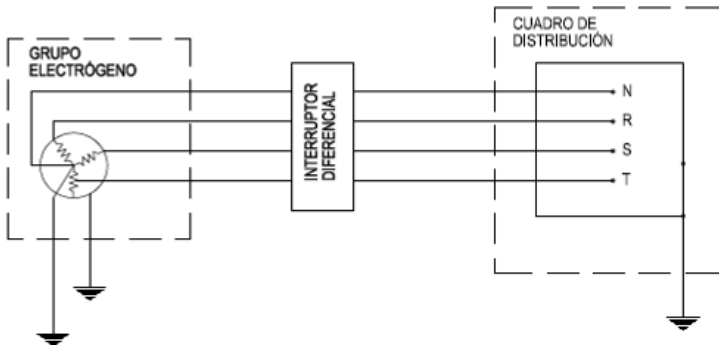 GRUPO
ELECTRÓGENO
INTERRUPTOR
DIFERENCIAL
CUADRO DE
DISTRIBUCIÓN
N
R
S
T